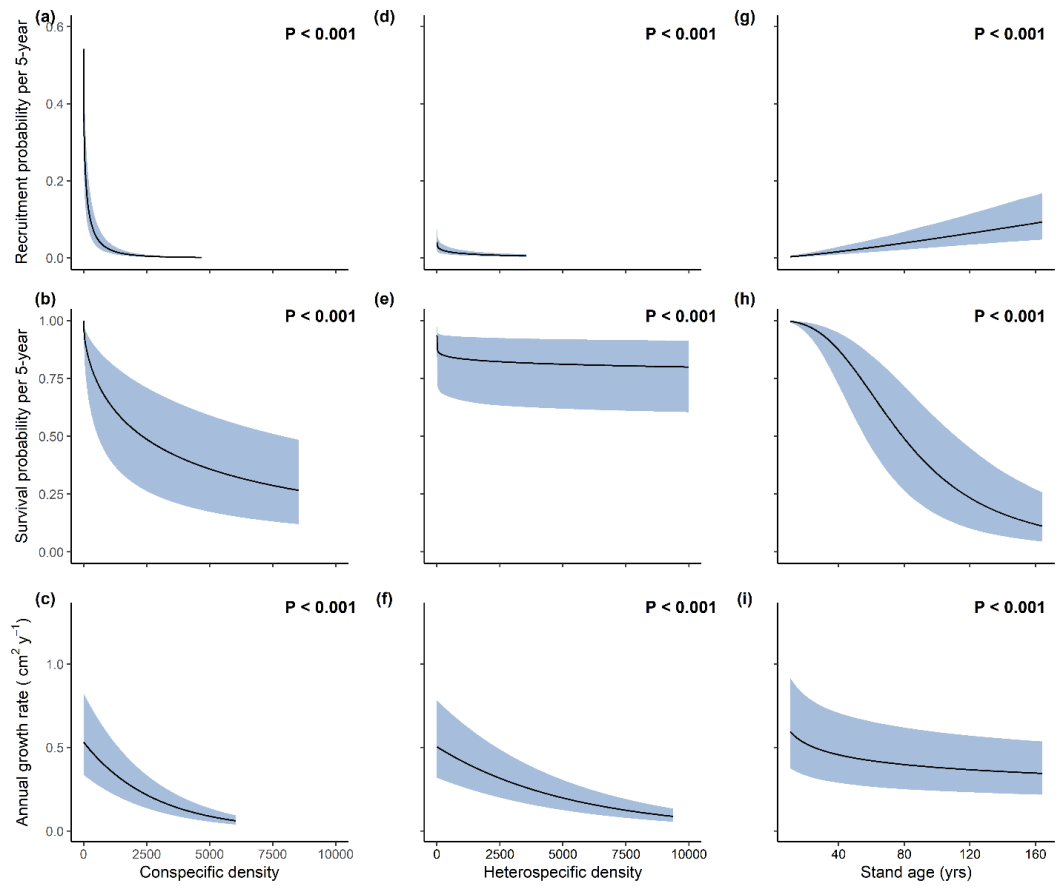 (a)
P < 0.001
(d)
P < 0.001
(g)
P < 0.001
Recruitment probability per 5-year
0.6
0.4
0.2
0.0
(b)
P < 0.001
(e)
P < 0.001
(h)
P < 0.001
Survival probability per 5-year
1.00
0.75
0.50
0.25
0.00
(c)
P < 0.001
(f)
P < 0.001
(i)
P < 0.001
Annual growth rate ( cm² y⁻¹)
1.0
0.5
0.0
0 2500 5000 7500 10000
0 2500 5000 7500 10000
40 80 120 160
Conspecific density
Heterospecific density
Stand age (yrs)